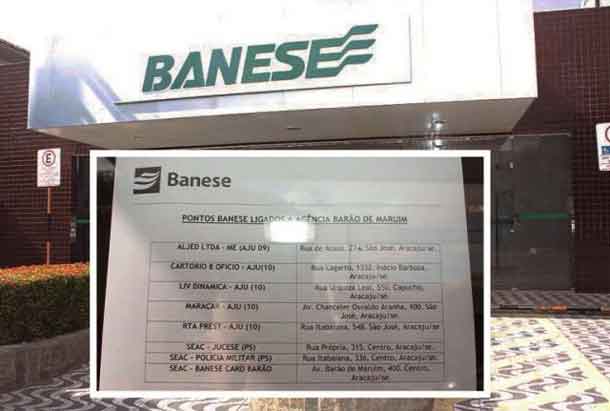 BANESE
E
Banese
PONTOS BANESE LIGADOS A AGÊNCIA BARÃO DE MARUIM
ALJED LTDA - ME (AJU 09) Rua de 274, São José, Aracaju/se.
CARTORIO 8 OFICIO - AJU(10) Rua Lagarto, 1332, Inácio Barbosa, Aracaju/se.
LIV DINAMICA - AJU (10) Rua Urquiza Leal, 550, Capucho, Aracaju/se.
MARACAR - AJU (10) Av. Chanceler Osvaldo Aranha, 400, São José, Aracaju/se.
RTA PREST - AJU (10) Rua Itabaiana, 548, São José, Aracaju/se
SEAC - JUCESE (PS) Rua Própria, 315, Centro, Aracaju/se.
SEAC - POLICIA MILITAR (PS) Rua Itabaiana, 336, Centro, Aracaju/se.
SEAC - BANESE CARD BARÃO Av. Barão de Maruim, 400, Centro, Aracaju/se.